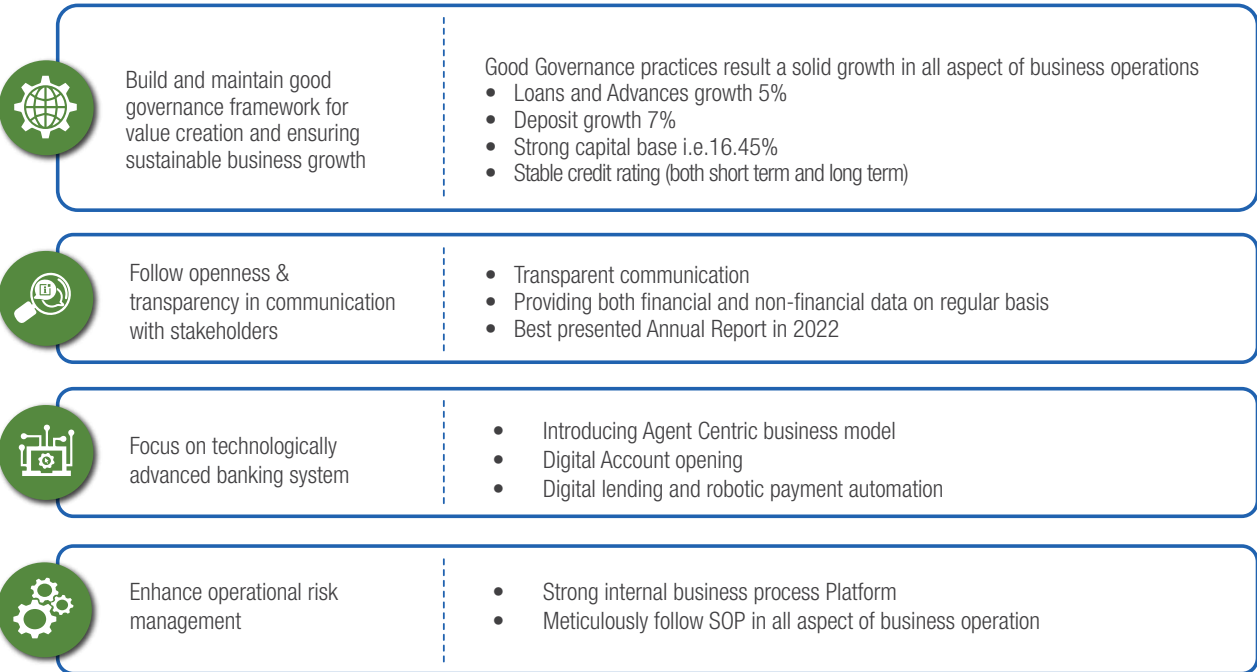 Build and maintain good
governance framework for
value creation and ensuring
sustainable business growth
Good Governance practices result a solid growth in all aspect of business operations
• Loans and Advances growth 5%
• Deposit growth 7%
• Strong capital base i.e.16.45%
• Stable credit rating (both short term and long term)
Follow openness &
transparency in communication
with stakeholders
• Transparent communication
• Providing both financial and non-financial data on regular basis
• Best presented Annual Report in 2022
Focus on technologically
advanced banking system
• Introducing Agent Centric business model
• Digital Account opening
• Digital lending and robotic payment automation
Enhance operational risk
management
• Strong internal business process Platform
• Meticulously follow SOP in all aspect of business operation